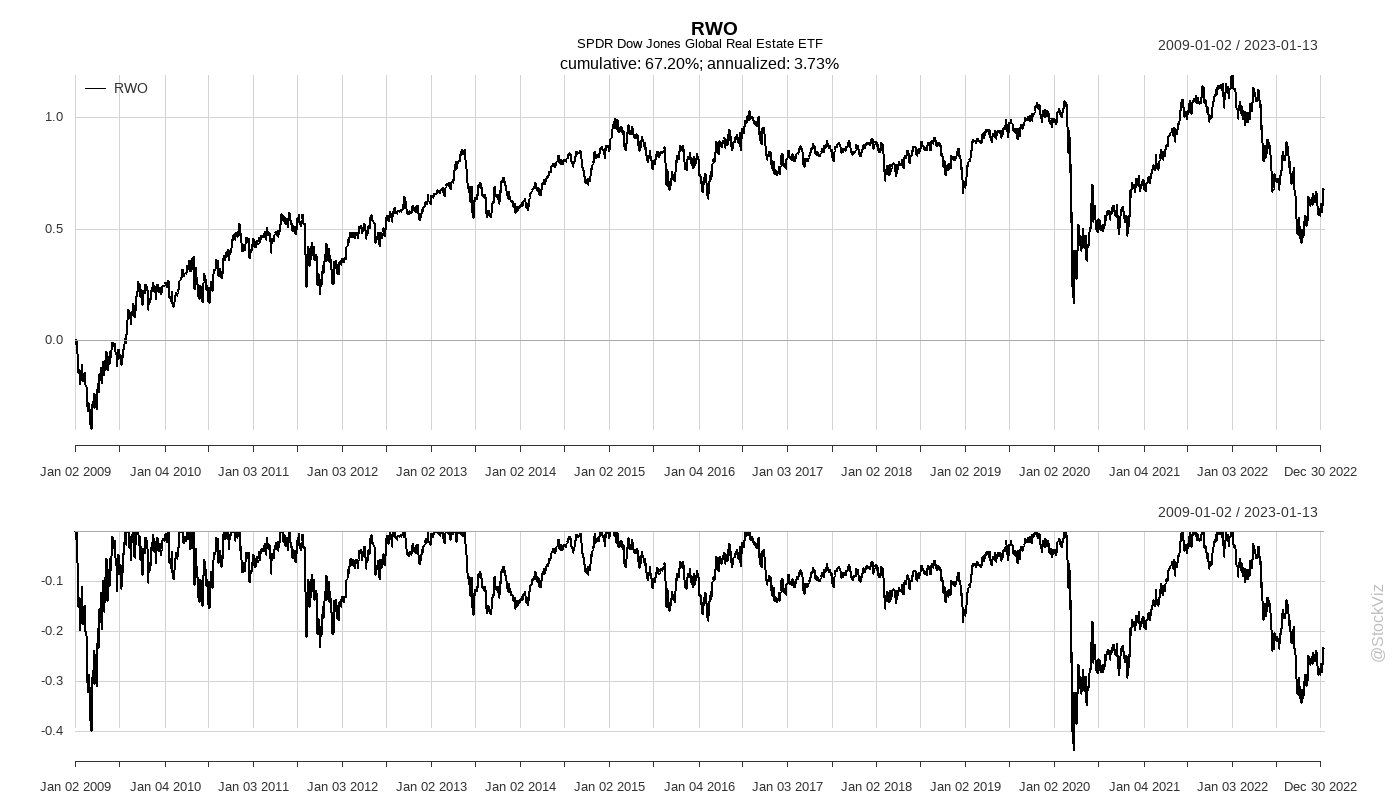 RWO
SPDR Dow Jones Global Real Estate ETF
2009-01-02 / 2023-01-13
cumulative: 67.20%; annualized: 3.73%
RWO
1.0
0.5
0.0
Jan 02 2009 Jan 04 2010 Jan 03 2011 Jan 03 2012 Jan 02 2013 Jan 02 2014 Jan 02 2015 Jan 04 2016 Jan 03 2017 Jan 02 2018 Jan 02 2019 Jan 02 2020 Jan 04 2021 Jan 03 2022 Dec 30 2022
2009-01-02 / 2023-01-13
-0.1
-0.2
-0.3
-0.4
Jan 02 2009 Jan 04 2010 Jan 03 2011 Jan 03 2012 Jan 02 2013 Jan 02 2014 Jan 02 2015 Jan 04 2016 Jan 03 2017 Jan 02 2018 Jan 02 2019 Jan 02 2020 Jan 04 2021 Jan 03 2022 Dec 30 2022
@StockViz